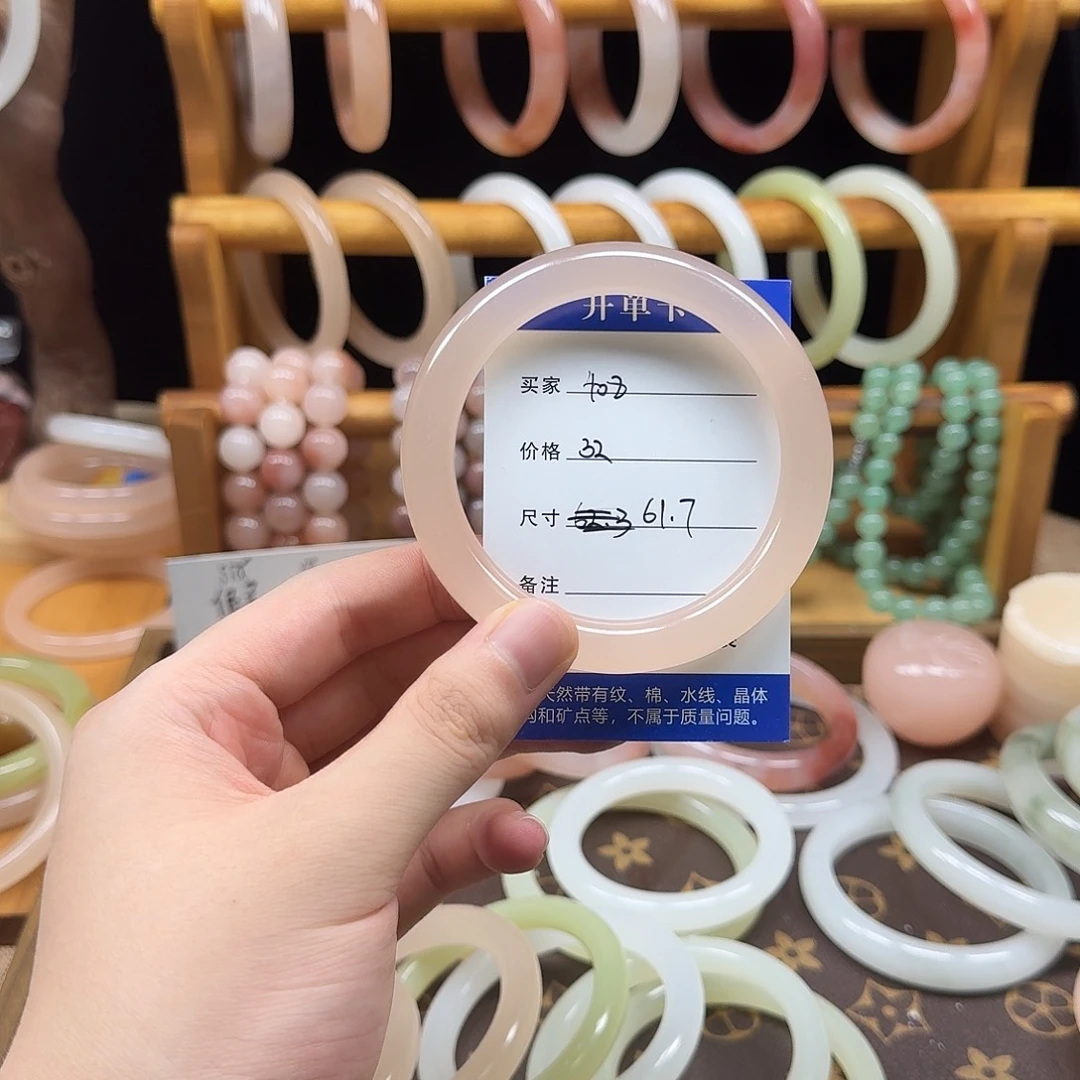 开单卡
买家 408
价格 32
尺寸 61.7
备注
天然带有纹、棉、水线、晶体
和矿点等，不属于质量问题。